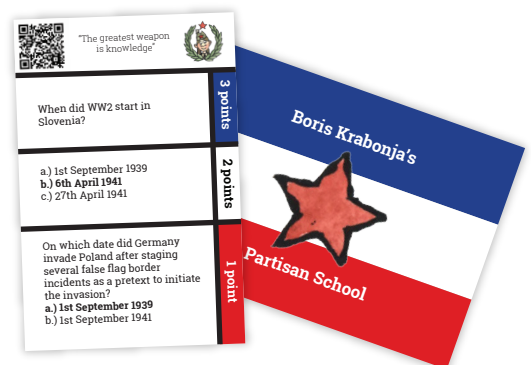 "The greatest weapon
is knowledge"
3 points
When did WW2 start in
Slovenia?
2 points
a.) 1st September 1939
b.) 6th April 1941
c.) 27th April 1941
1 point
On which date did Germany
invade Poland after staging
several false flag border
incidents as a pretext to initiate
the invasion?
a.) 1st September 1939
b.) 1st September 1941
Boris Krabonja's
Partisan School